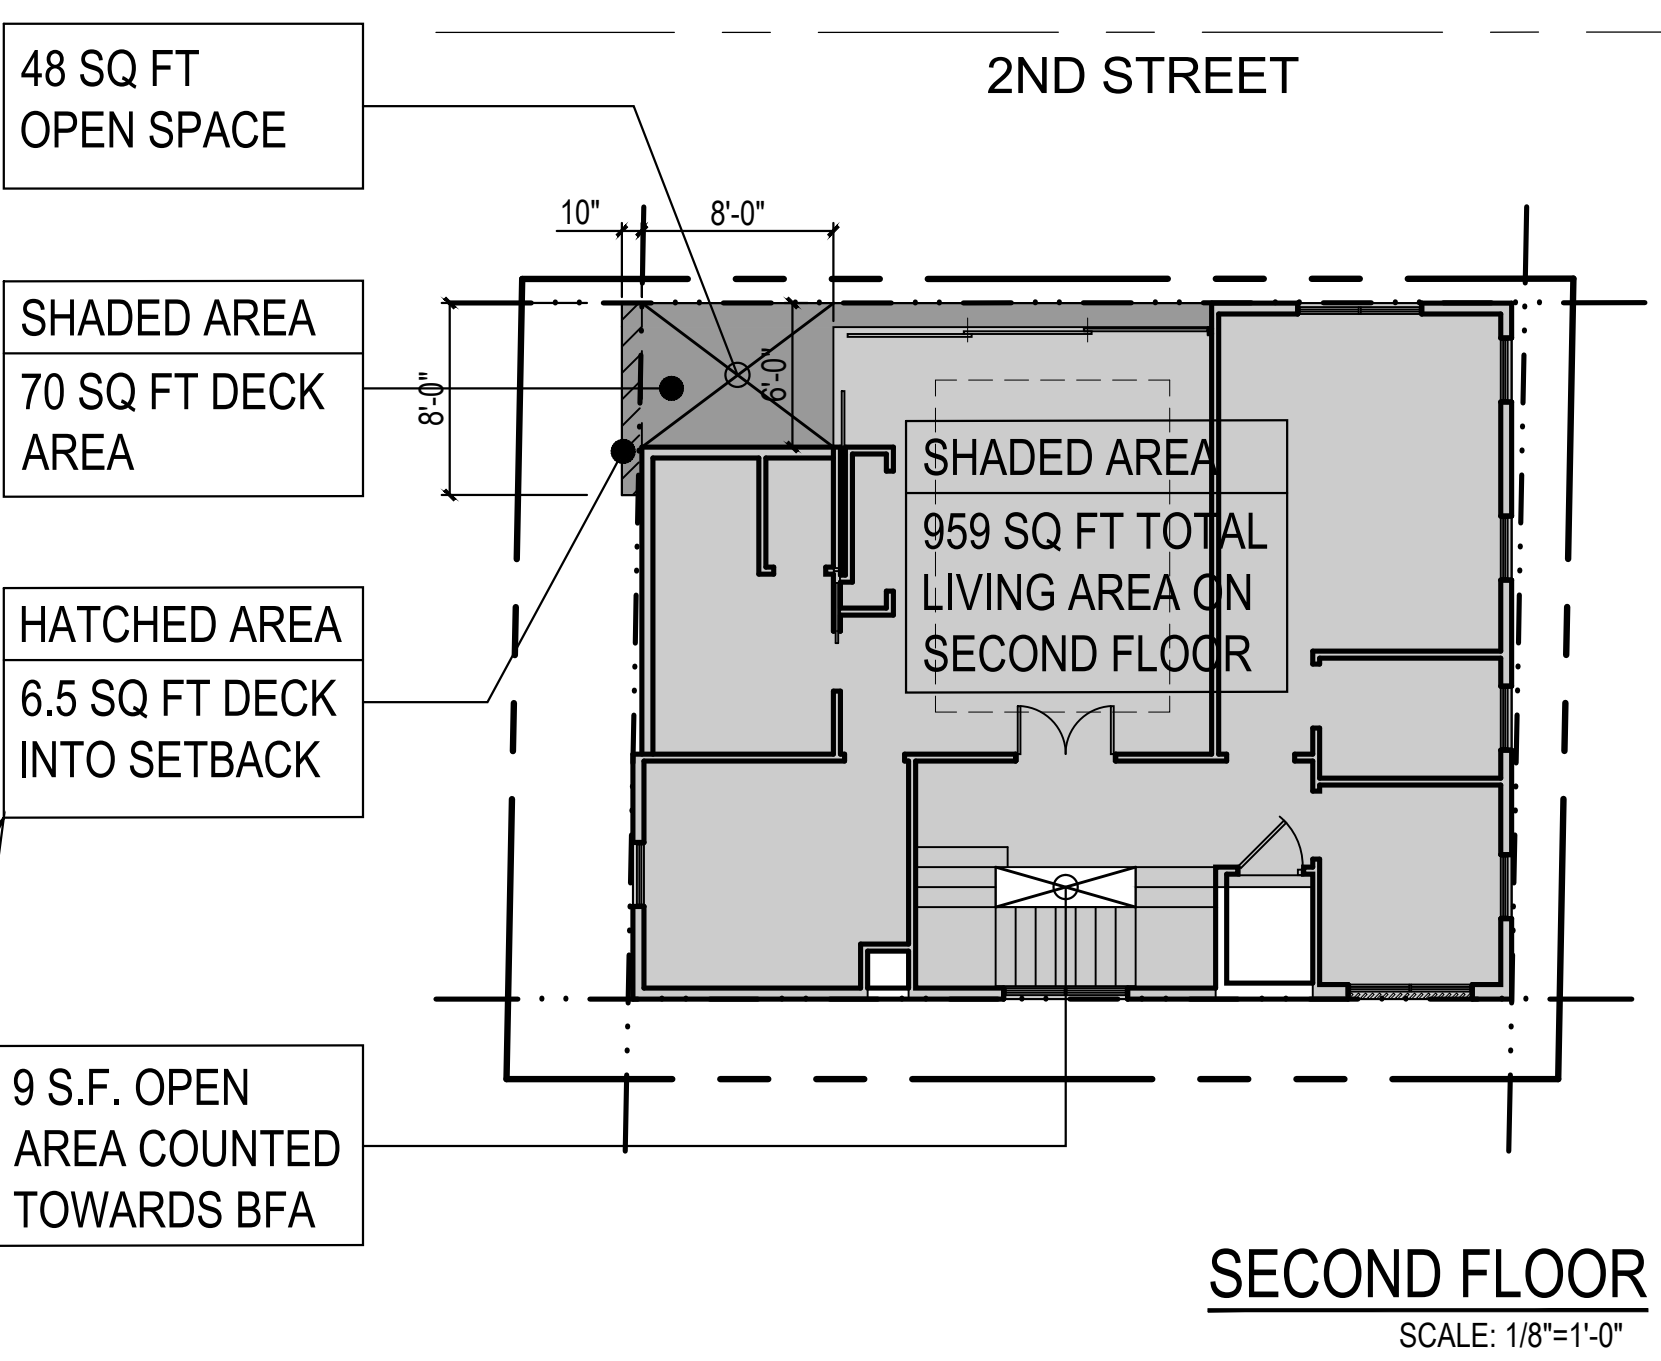 48 SQ FT
OPEN SPACE
2ND STREET
10"
8'-0"
SHADED AREA
70 SQ FT DECK
AREA
8'-0"
6'-0"
SHADED AREA
959 SQ FT TOTAL
LIVING AREA ON
SECOND FLOOR
HATCHED AREA
6.5 SQ FT DECK
INTO SETBACK
9 S.F. OPEN
AREA COUNTED
TOWARDS BFA
SECOND FLOOR
SCALE: 1/8"=1'-0"